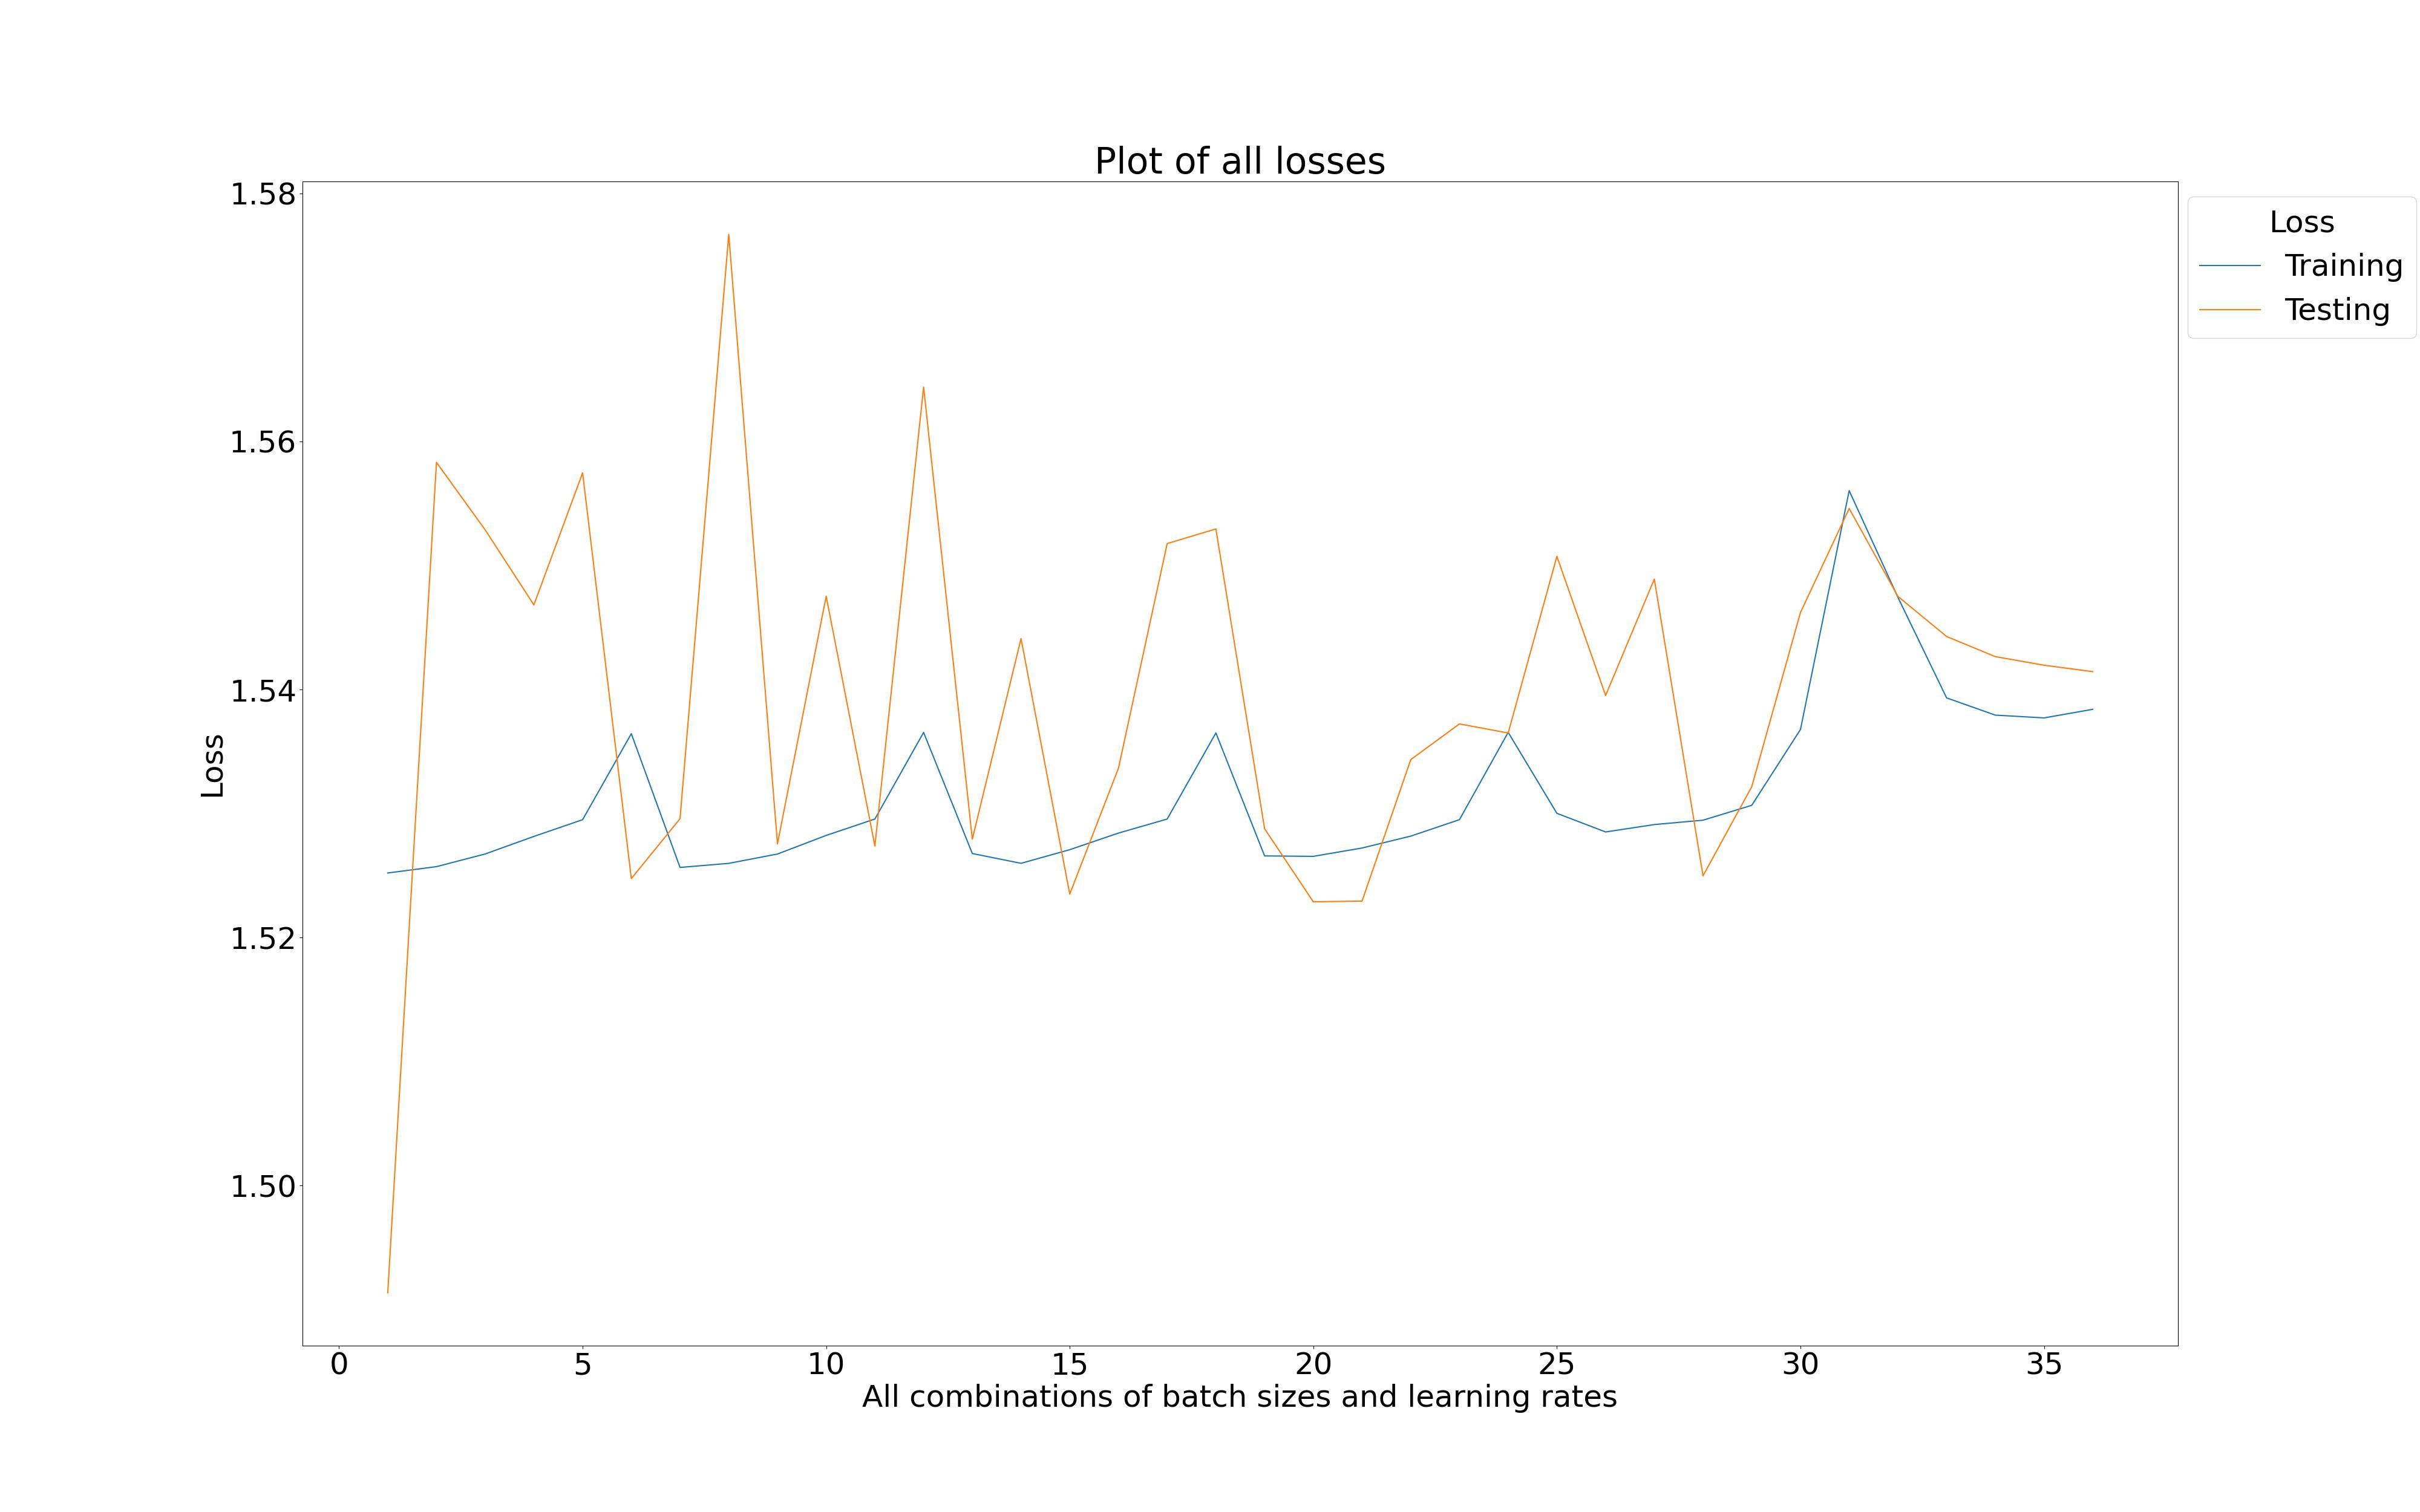 Plot of all losses
1.58
1.56
1.54
1.52
1.50
Loss
0 5 10 15 20 25 30 35
All combinations of batch sizes and learning rates
Loss
Training
Testing